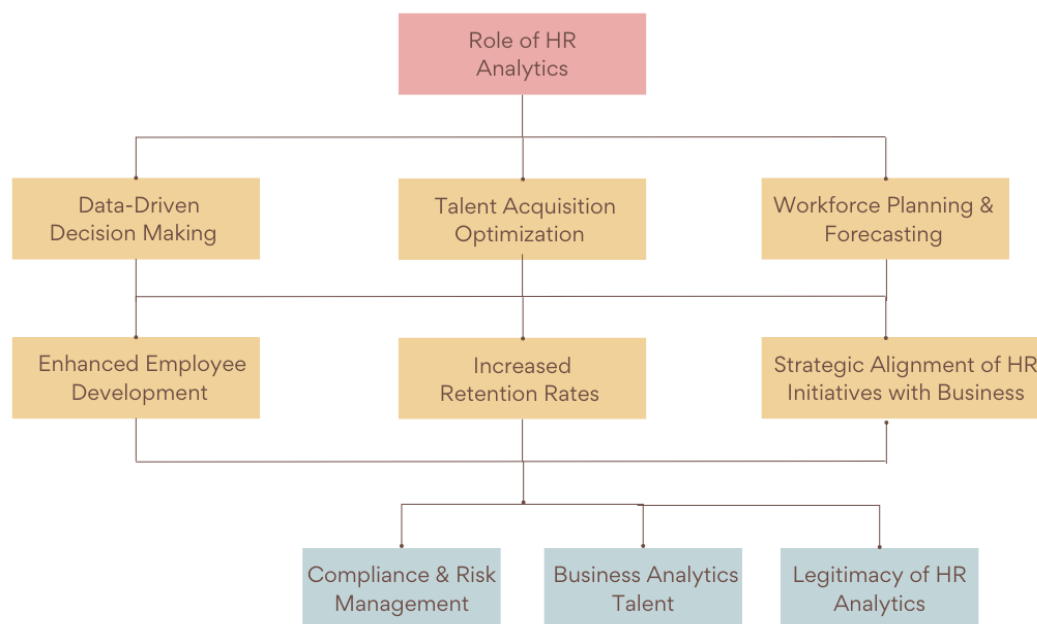 Role of HR
Analytics
Data-Driven
Decision Making
Talent Acquisition
Optimization
Workforce Planning &
Forecasting
Enhanced Employee
Development
Increased
Retention Rates
Strategic Alignment of HR
Initiatives with Business
Compliance & Risk
Management
Business Analytics
Talent
Legitimacy of HR
Analytics